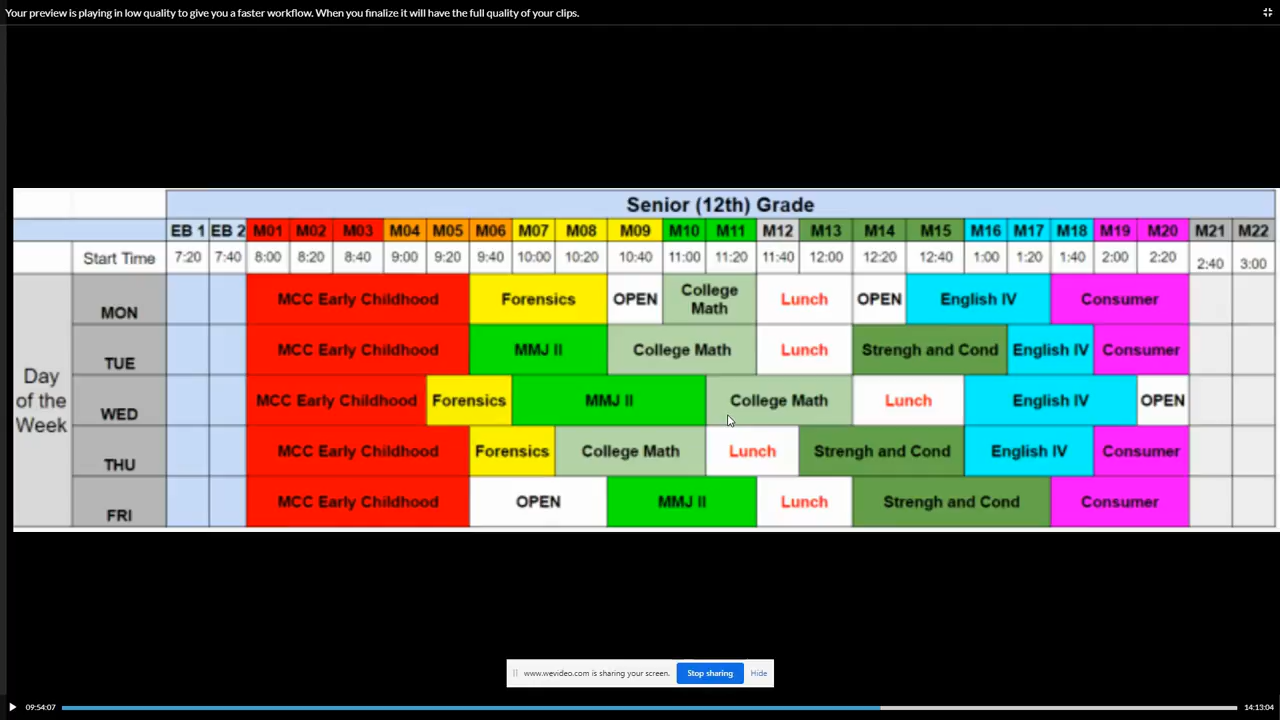 Your preview is playing in low quality to give you a faster workflow. When you finalize it will have the full quality of your clips.
Senior (12th) Grade
EB 1 EB 2 M01 M02 M03 M04 M05 M06 M07 M08 M09 M10 M11 M12 M13 M14 M15 M16 M17 M18 M19 M20 M21 M22
Start Time 7:20 7:40 8:00 8:20 8:40 9:00 9:20 9:40 10:00 10:20 10:40 11:00 11:20 11:40 12:00 12:20 12:40 1:00 1:20 1:40 2:00 2:20 2:40 3:00
Day
of the
Week
MON MCC Early Childhood Forensics OPEN College Math Lunch OPEN English IV Consumer
TUE MCC Early Childhood MMJ II College Math Lunch Strengh and Cond English IV Consumer
WED MCC Early Childhood Forensics MMJ II College Math Lunch English IV OPEN
THU MCC Early Childhood Forensics College Math Lunch Strengh and Cond English IV Consumer
FRI MCC Early Childhood OPEN MMJ II Lunch Strengh and Cond Consumer
www.wevideo.com is sharing your screen. Stop sharing Hide
09:54:07 14:13:04